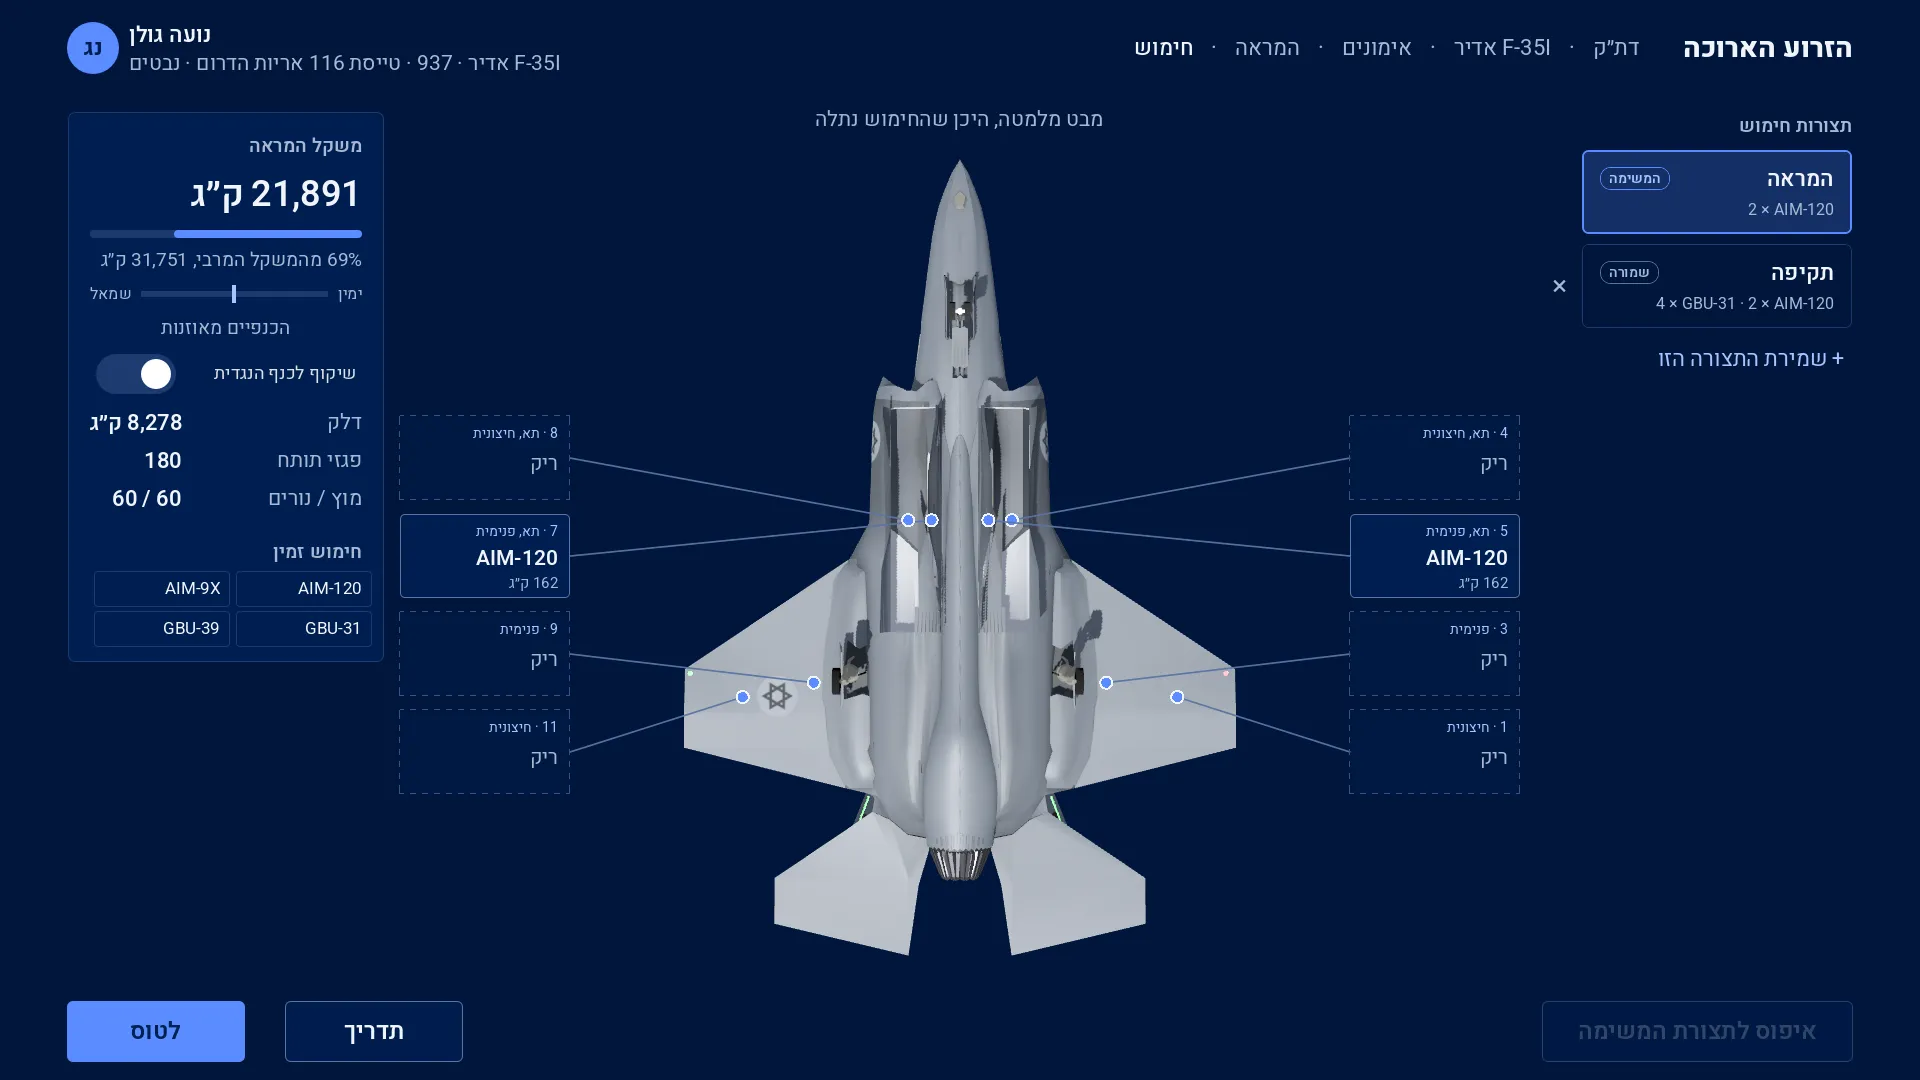 הזרוע הארוכה
דת״ק · F-35I אדיר · אימונים · המראה · חימוש
נועה גולן
F-35I אדיר · 937 · טייסת 116 אריות הדרום · נבטים
נג
תצורות חימוש
המראה
המשימה
2 × AIM-120
תקיפה
שמורה
4 × GBU-31 · 2 × AIM-120
×
+ שמירת התצורה הזו
מבט מלמטה, היכן שהחימוש נתלה
4 · תא, חיצונית
ריק
5 · תא, פנימית
AIM-120
162 ק״ג
3 · פנימית
ריק
1 · חיצונית
ריק
8 · תא, חיצונית
ריק
7 · תא, פנימית
AIM-120
162 ק״ג
9 · פנימית
ריק
11 · חיצונית
ריק
משקל המראה
21,891 ק״ג
69% מהמשקל המרבי, 31,751 ק״ג
ימין
שמאל
הכנפיים מאוזנות
שיקוף לכנף הנגדית
דלק 8,278 ק״ג
פגזי תותח 180
מוץ / נורים 60 / 60
חימוש זמין
AIM-120
AIM-9X
GBU-31
GBU-39
איפוס לתצורת המשימה
תדריך
לטוס